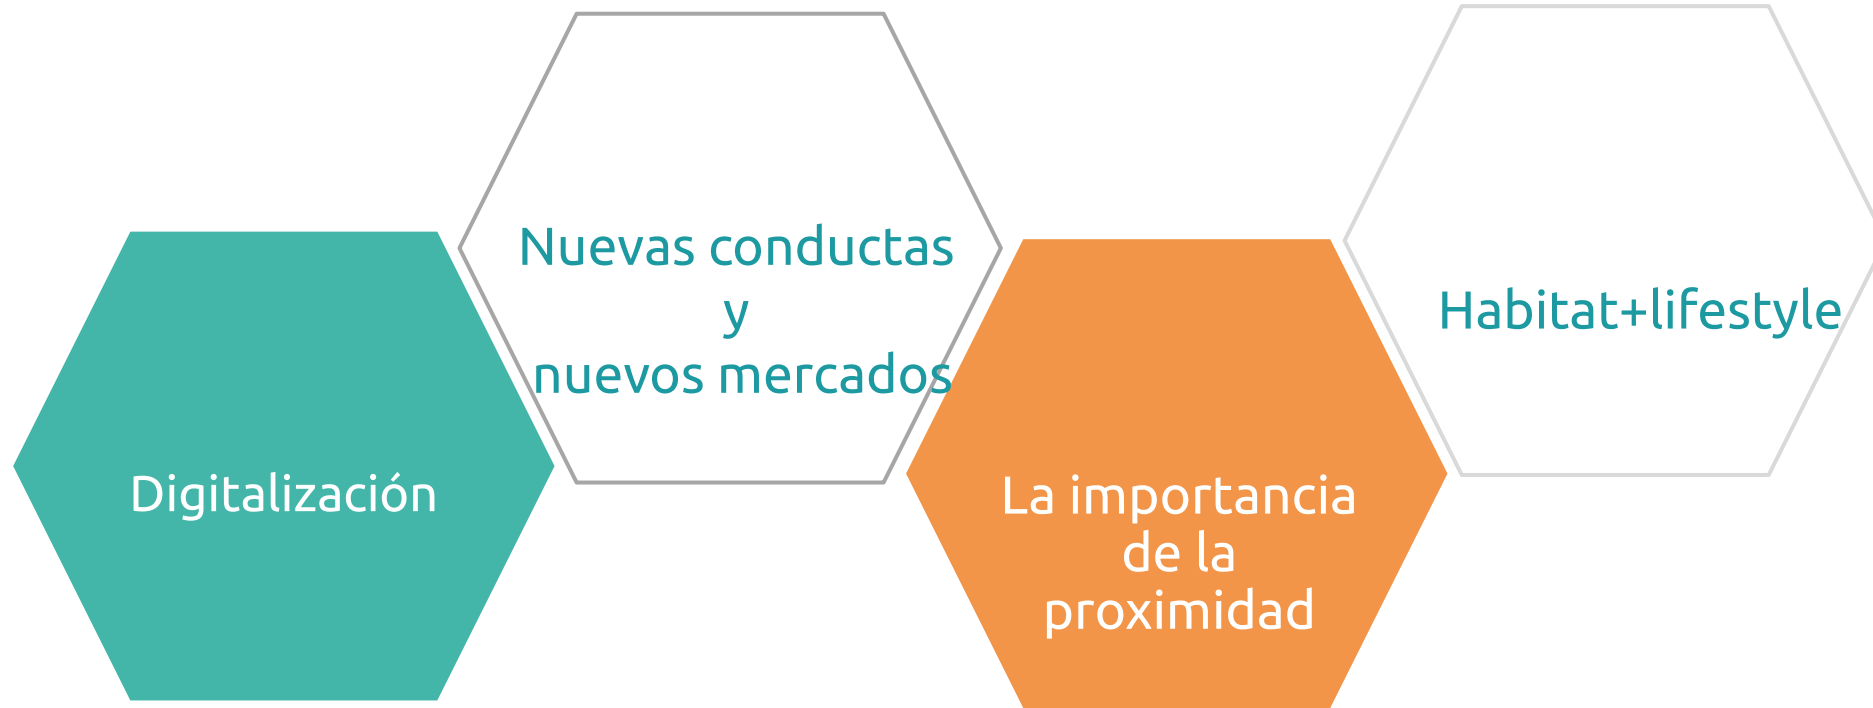 Digitalización
Nuevas conductas
y
nuevos mercados
La importancia
de la
proximidad
Habitat+lifestyle